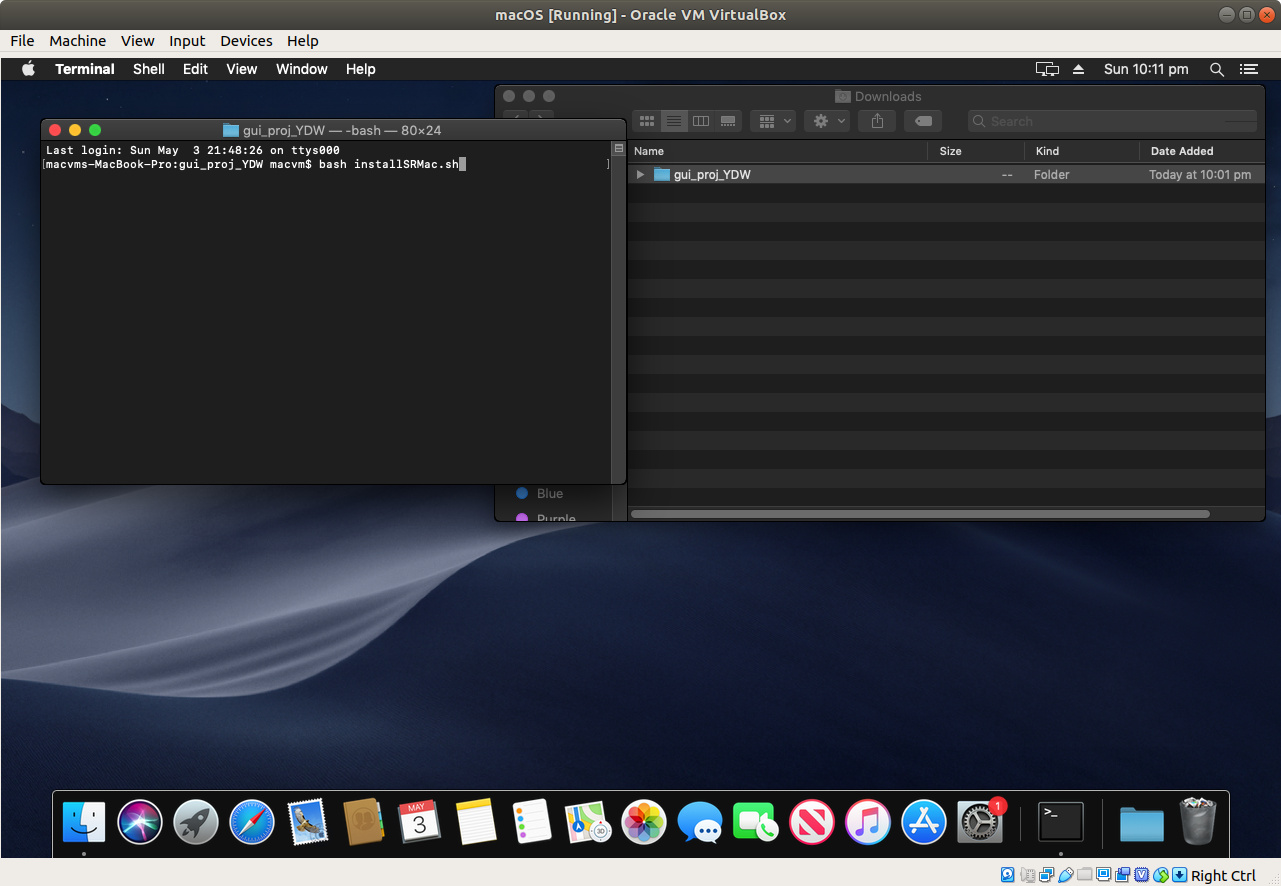 macOS [Running] - Oracle VM VirtualBox
File Machine View Input Devices Help
Terminal Shell Edit View Window Help
Sun 10:11 pm
Downloads
Search
gui_proj_YDW — -bash — 80×24
Last login: Sun May  3 21:48:26 on ttys000
[macvms-MacBook-Pro:gui_proj_YDW macvm$ bash installSRMac.sh ]
Name Size Kind Date Added
gui_proj_YDW -- Folder Today at 10:01 pm
Blue
Purple
MAY
3
3D
1
>_
Right Ctrl